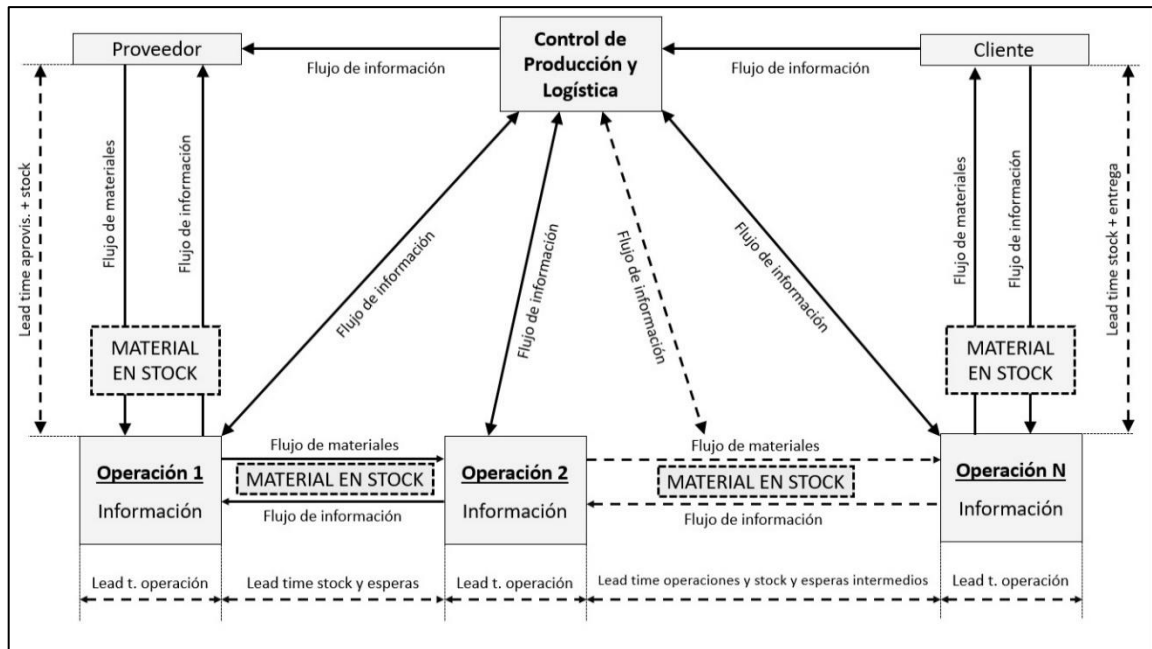 Proveedor
Control de
Producción y
Logística
Cliente
Flujo de información
Flujo de información
Lead time aprovis. + stock
Flujo de materiales
Flujo de información
Flujo de información
Flujo de información
Flujo de información
Flujo de información
Flujo de materiales
Flujo de información
Lead time stock + entrega
MATERIAL
EN STOCK
MATERIAL
EN STOCK
Operación 1
Información
Flujo de materiales
MATERIAL EN STOCK
Flujo de información
Operación 2
Información
Flujo de materiales
MATERIAL EN STOCK
Flujo de información
Operación N
Información
Lead t. operación
Lead time stock y esperas
Lead t. operación
Lead time operaciones y stock y esperas intermedios
Lead t. operación